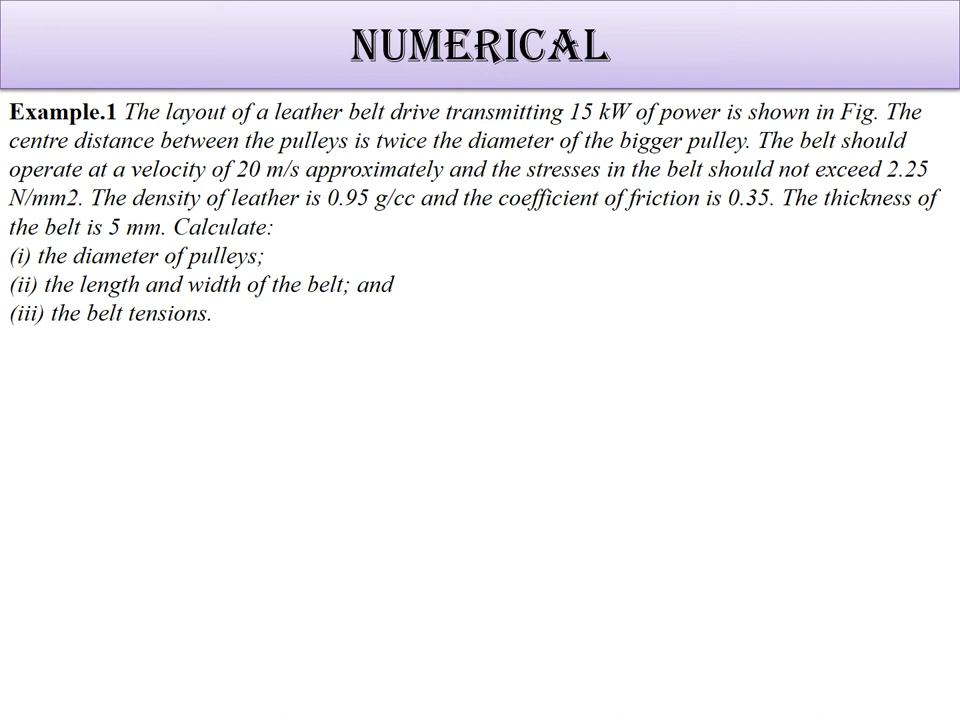 NUMERICAL
Example.1 The layout of a leather belt drive transmitting 15 kW of power is shown in Fig. The
centre distance between the pulleys is twice the diameter of the bigger pulley. The belt should
operate at a velocity of 20 m/s approximately and the stresses in the belt should not exceed 2.25
N/mm2. The density of leather is 0.95 g/cc and the coefficient of friction is 0.35. The thickness of
the belt is 5 mm. Calculate:
(i) the diameter of pulleys;
(ii) the length and width of the belt; and
(iii) the belt tensions.